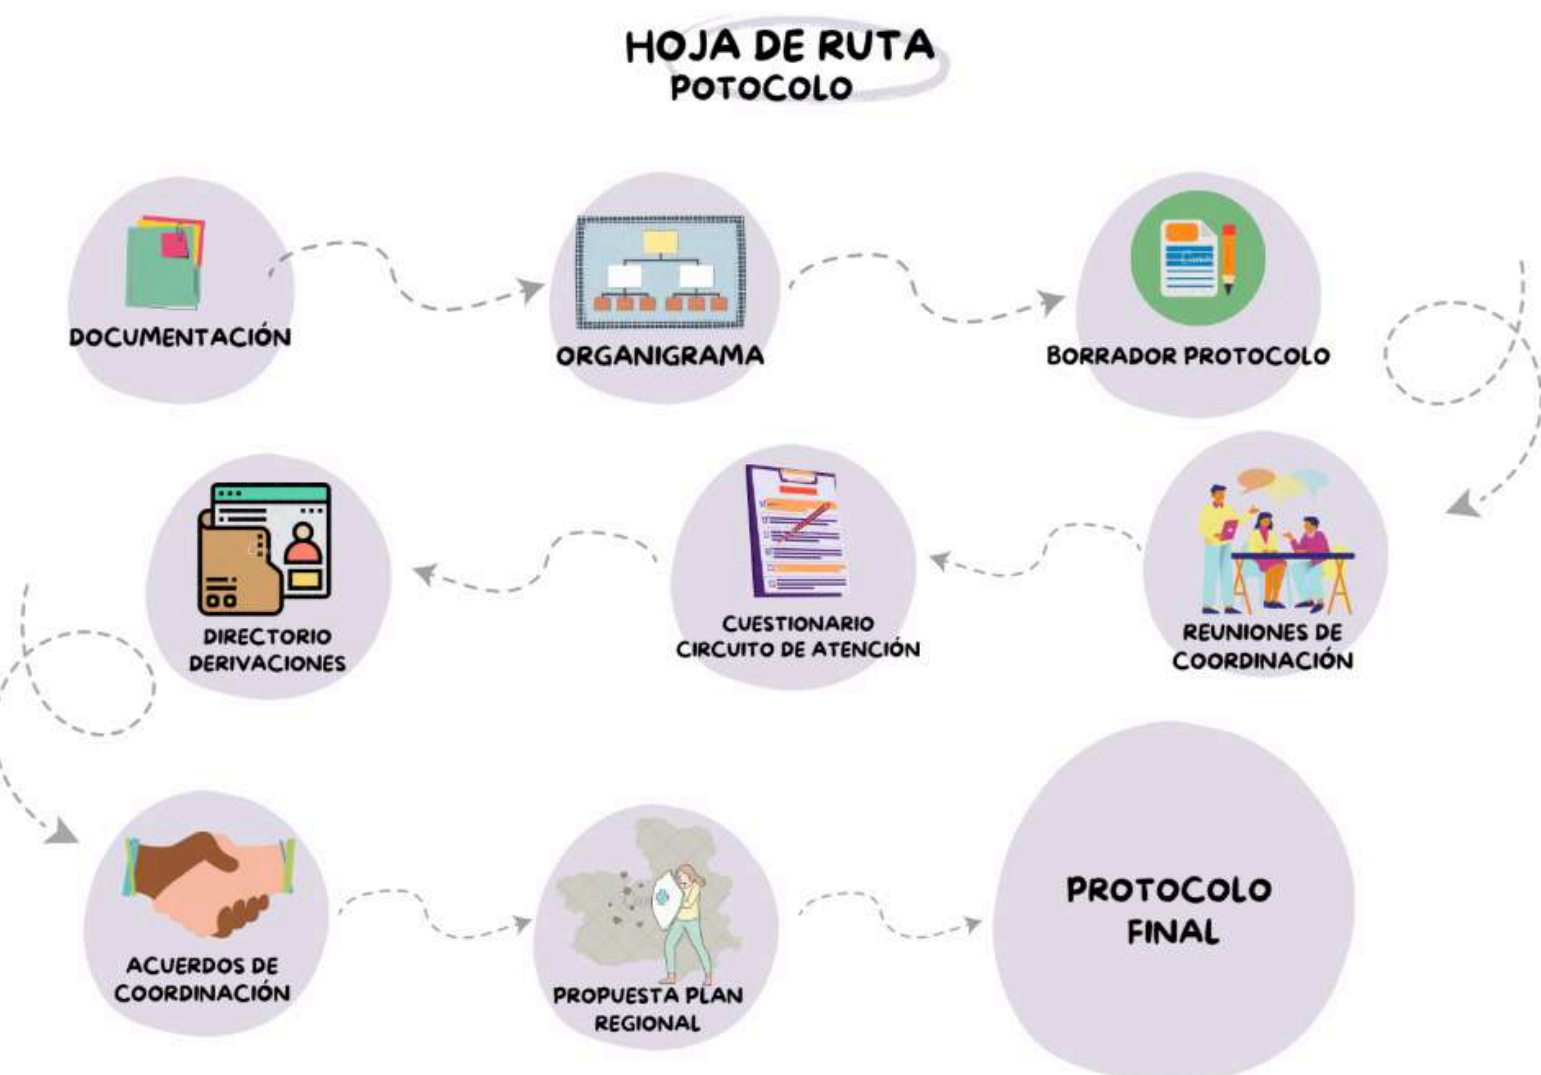 HOJA DE RUTA
POTOCOLO
DOCUMENTACIÓN
ORGANIGRAMA
BORRADOR PROTOCOLO
REUNIONES DE
COORDINACIÓN
CUESTIONARIO
CIRCUITO DE ATENCIÓN
DIRECTORIO
DERIVACIONES
ACUERDOS DE
COORDINACIÓN
PROPUESTA PLAN
REGIONAL
PROTOCOLO
FINAL